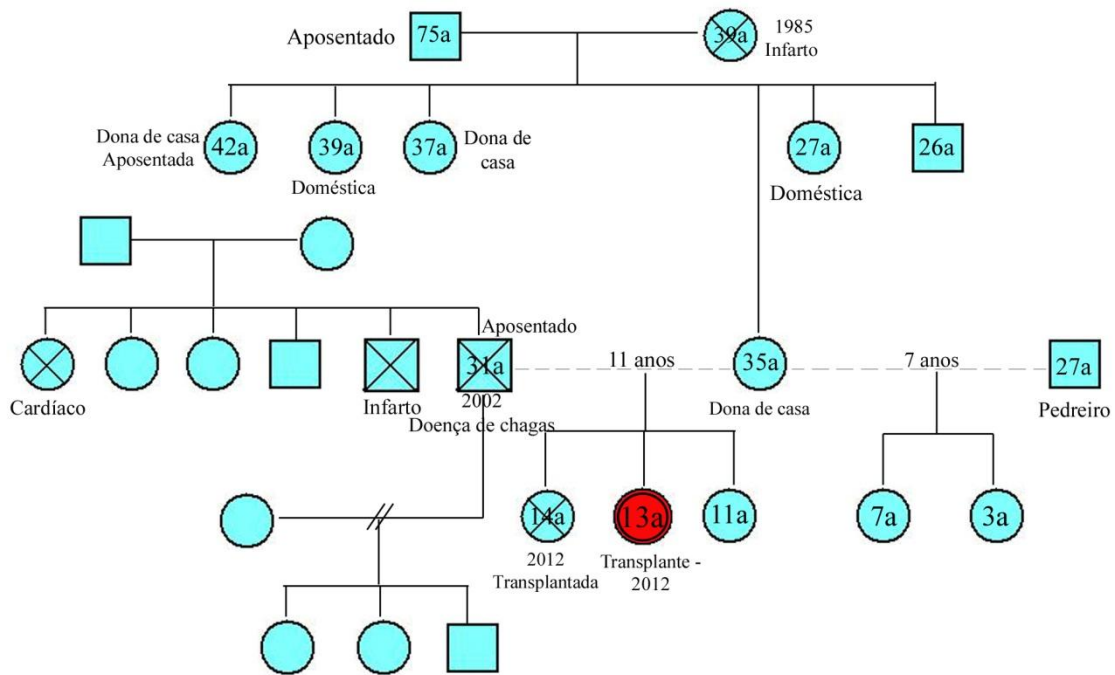 Aposentado
75a
39a
1985
Infarto
Dona de casa
Aposentada
42a
39a
Doméstica
37a
Dona de
casa
27a
Doméstica
26a
Aposentado
Cardíaco
Infarto
31a
2002
Doença de chagas
11 anos
35a
Dona de casa
7 anos
27a
Pedreiro
14a
2012
Transplantada
13a
Transplante -
2012
11a
7a
3a